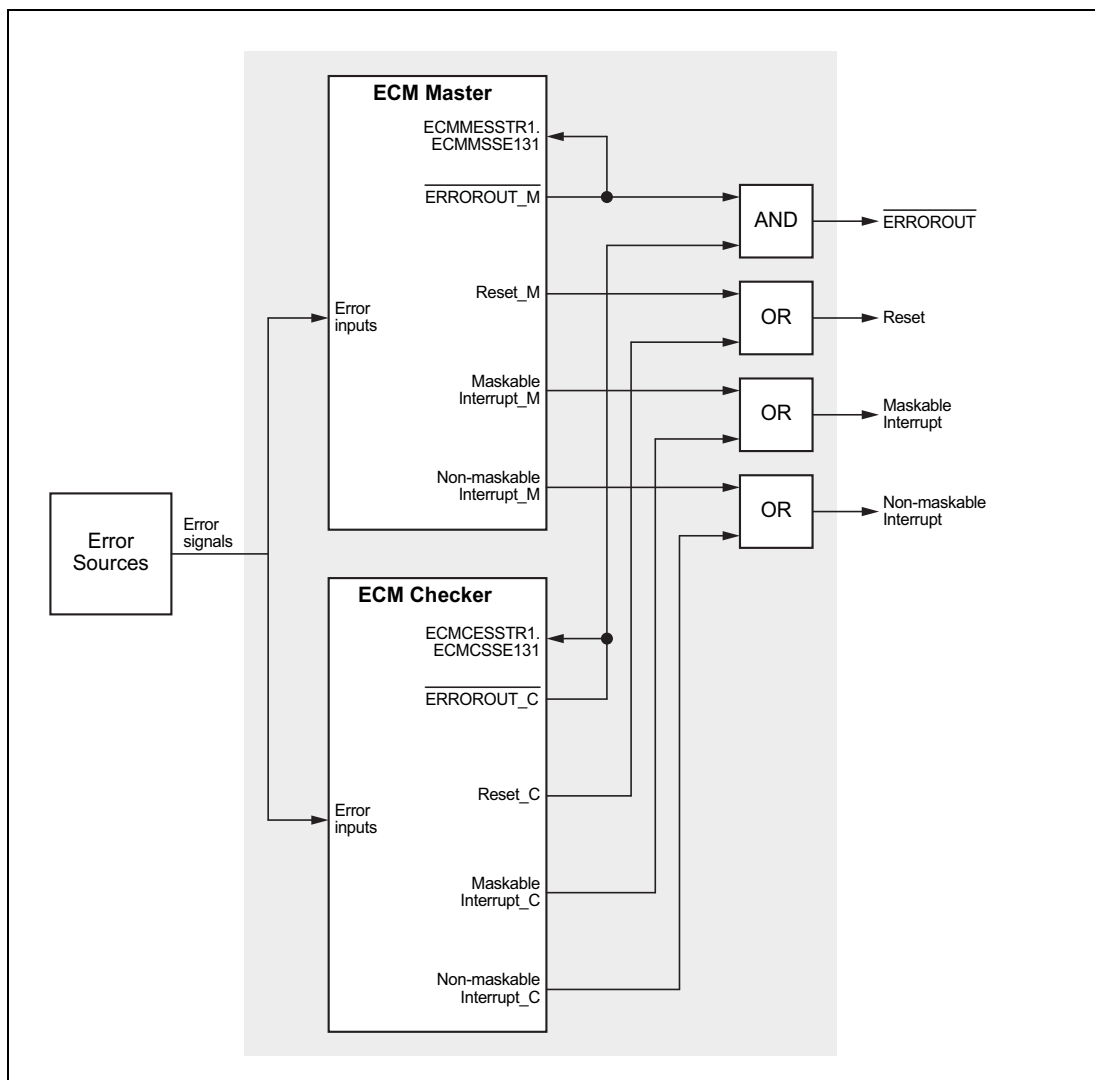 ECM Master
ECMMESSTR1.
ECMMSSE131
ERROROUT_M
Reset_M
Error
inputs
Maskable
Interrupt_M
Non-maskable
Interrupt_M
AND
ERROROUT
OR
Reset
OR
Maskable
Interrupt
OR
Non-maskable
Interrupt
Error
Sources
Error
signals
ECM Checker
ECMCESSTR1.
ECMCSSE131
ERROROUT_C
Reset_C
Error
inputs
Maskable
Interrupt_C
Non-maskable
Interrupt_C